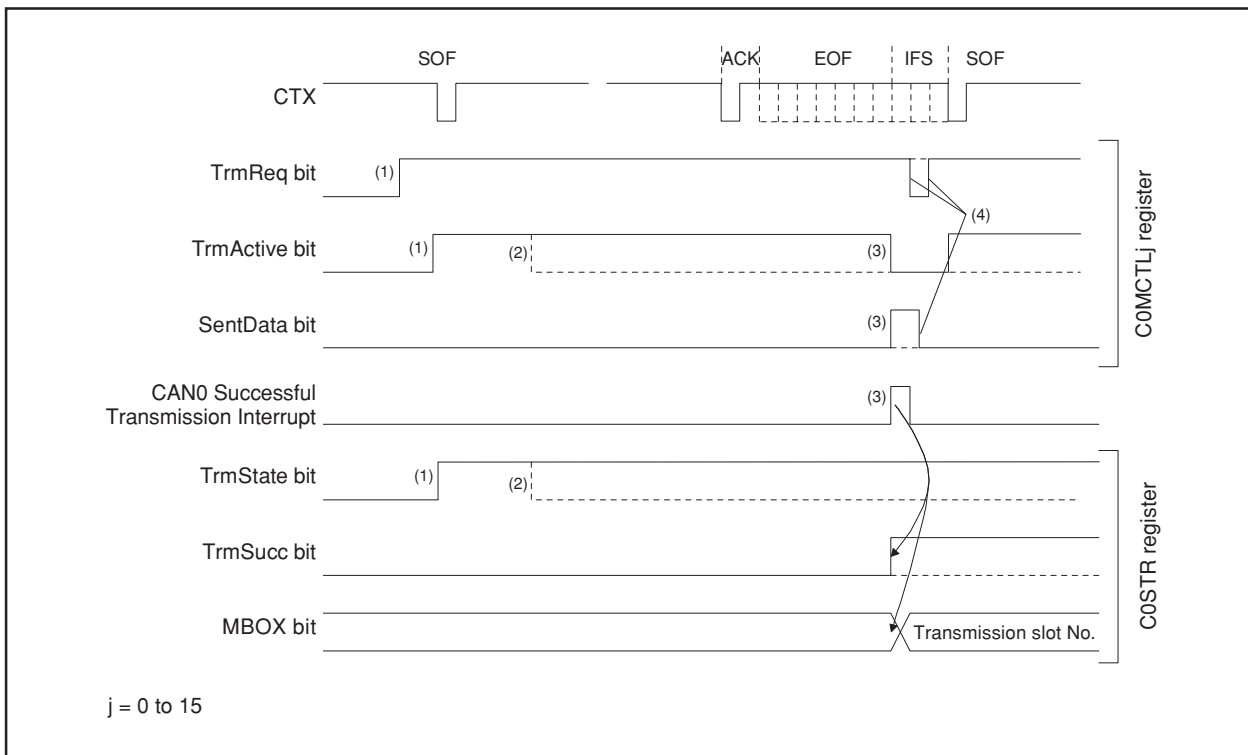 SOF ACK EOF IFS SOF
CTX
TrmReq bit (1)
(4)
TrmActive bit (1) (2) (3)
SentData bit (3)
C0MCTLj register
CAN0 Successful
Transmission Interrupt (3)
TrmState bit (1) (2)
TrmSucc bit
MBOX bit Transmission slot No.
C0STR register
j = 0 to 15